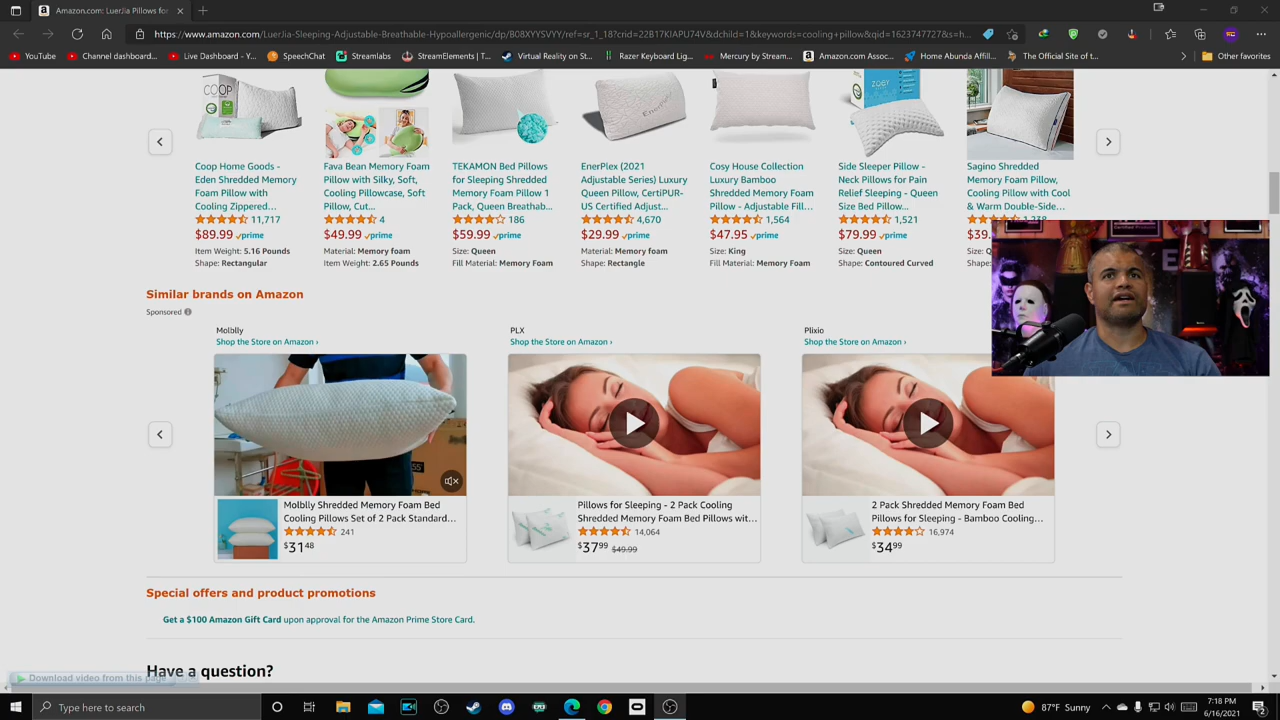 Amazon.com: LuerJia Pillows for
https://www.amazon.com/LuerJia-Sleeping-Adjustable-Breathable-Hypoallergenic/dp/B08XYYSVYY/ref=sr_1_18?crid=22B17KIAPU74V&dchild=1&keywords=cooling+pillow&qid=1623747727&s=h...
YouTube
Channel dashboard...
Live Dashboard - Y...
SpeechChat
Streamlabs
StreamElements | T...
Virtual Reality on St...
Razer Keyboard Lig...
Mercury by Stream...
Amazon.com Assoc...
Home Abunda Affill...
The Official Site of t...
Other favorites
COOP
EnerPlex
ZOEY
Coop Home Goods -
Eden Shredded Memory
Foam Pillow with
Cooling Zippered...
11,717
$89.99 prime
Item Weight: 5.16 Pounds
Shape: Rectangular
Fava Bean Memory Foam
Pillow with Silky, Soft,
Cooling Pillowcase, Soft
Pillow, Cut...
4
$49.99 prime
Material: Memory foam
Item Weight: 2.65 Pounds
TEKAMON Bed Pillows
for Sleeping Shredded
Memory Foam Pillow 1
Pack, Queen Breathab...
186
$59.99 prime
Size: Queen
Fill Material: Memory Foam
EnerPlex (2021
Adjustable Series) Luxury
Queen Pillow, CertiPUR-
US Certified Adjust...
4,670
$29.99 prime
Material: Memory foam
Shape: Rectangle
Cosy House Collection
Luxury Bamboo
Shredded Memory Foam
Pillow - Adjustable Fill...
1,564
$47.95 prime
Size: King
Fill Material: Memory Foam
Side Sleeper Pillow -
Neck Pillows for Pain
Relief Sleeping - Queen
Size Bed Pillow...
1,521
$79.99 prime
Size: Queen
Shape: Contoured Curved
Sagino Shredded
Memory Foam Pillow,
Cooling Pillow with Cool
& Warm Double-Side...
1,238
$39.
Size: Q
Shape:
Similar brands on Amazon
Sponsored
Molblly
Shop the Store on Amazon ›
PLX
Shop the Store on Amazon ›
Plixio
Shop the Store on Amazon ›
Molblly Shredded Memory Foam Bed
Cooling Pillows Set of 2 Pack Standard...
241
$31 48
Pillows for Sleeping - 2 Pack Cooling
Shredded Memory Foam Bed Pillows wit...
14,064
$37 99 $49.99
2 Pack Shredded Memory Foam Bed
Pillows for Sleeping - Bamboo Cooling...
16,974
$34 99
Special offers and product promotions
Get a $100 Amazon Gift Card upon approval for the Amazon Prime Store Card.
Have a question?
Download video from this page
Type here to search
87°F Sunny
7:18 PM
6/16/2021
2